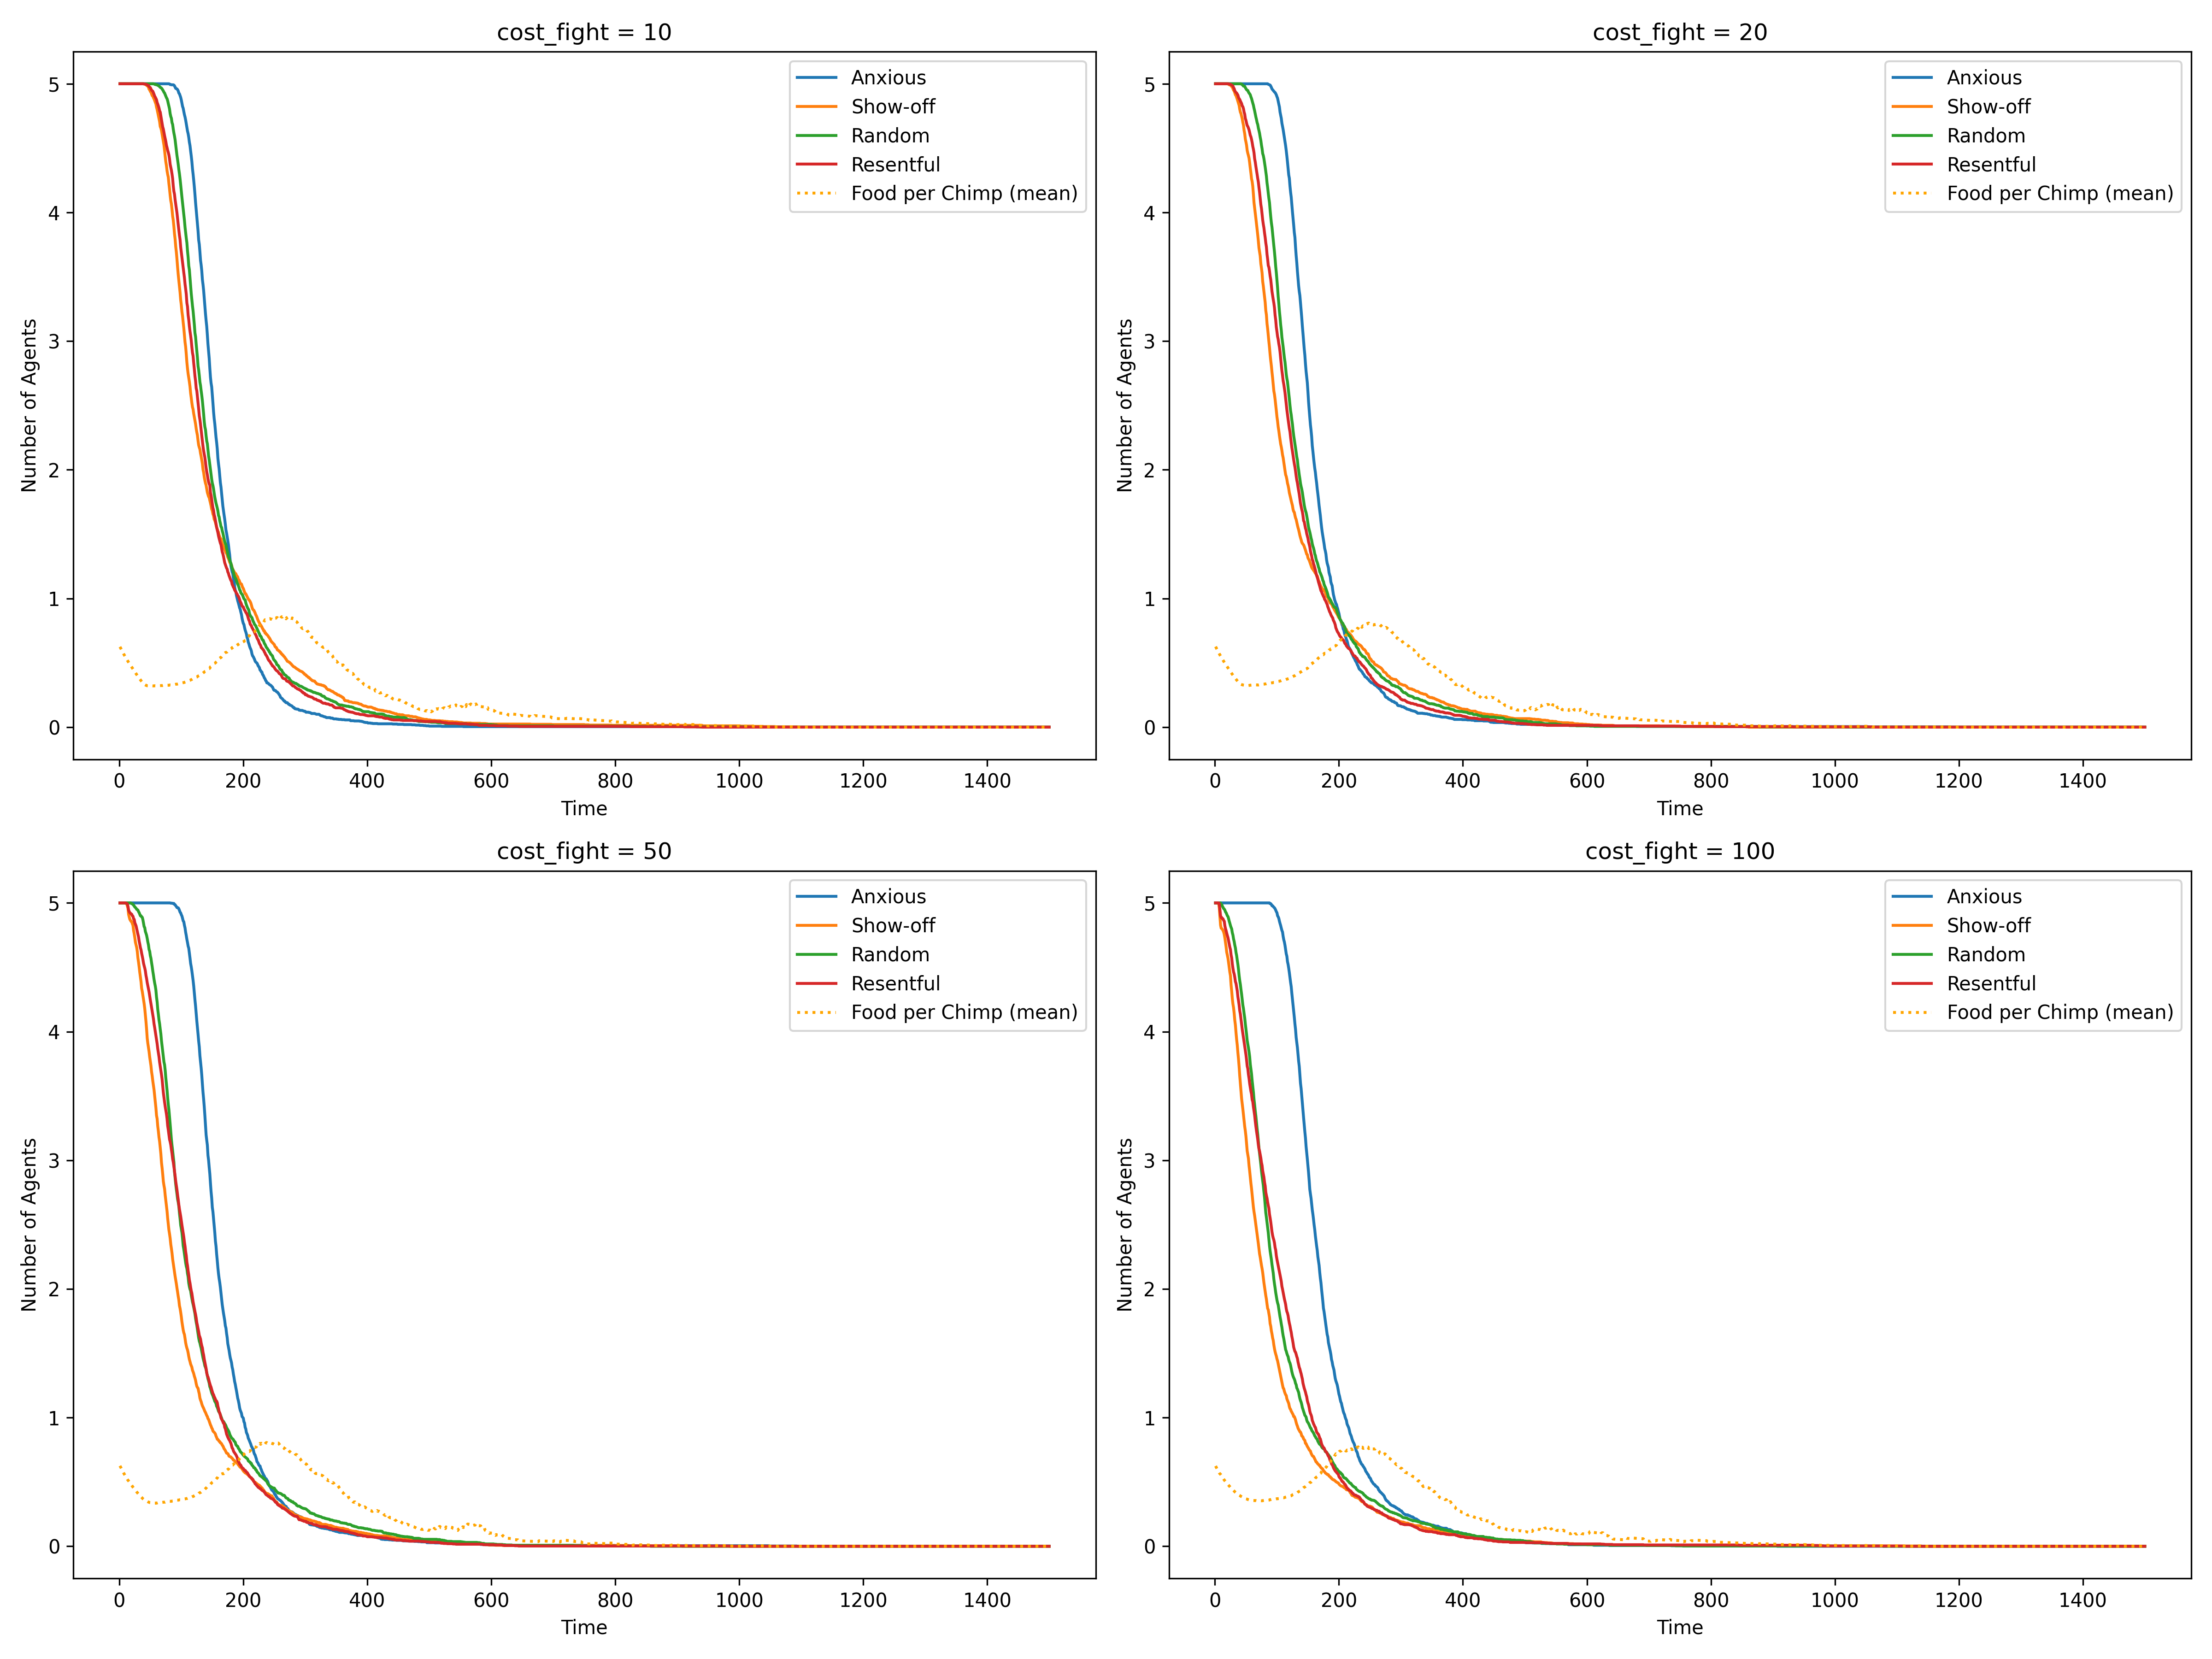 cost_fight = 10
5
4
3
2
1
0
Number of Agents
0 200 400 600 800 1000 1200 1400
Time
Anxious
Show-off
Random
Resentful
Food per Chimp (mean)
cost_fight = 20
5
4
3
2
1
0
Number of Agents
0 200 400 600 800 1000 1200 1400
Time
Anxious
Show-off
Random
Resentful
Food per Chimp (mean)
cost_fight = 50
5
4
3
2
1
0
Number of Agents
0 200 400 600 800 1000 1200 1400
Time
Anxious
Show-off
Random
Resentful
Food per Chimp (mean)
cost_fight = 100
5
4
3
2
1
0
Number of Agents
0 200 400 600 800 1000 1200 1400
Time
Anxious
Show-off
Random
Resentful
Food per Chimp (mean)